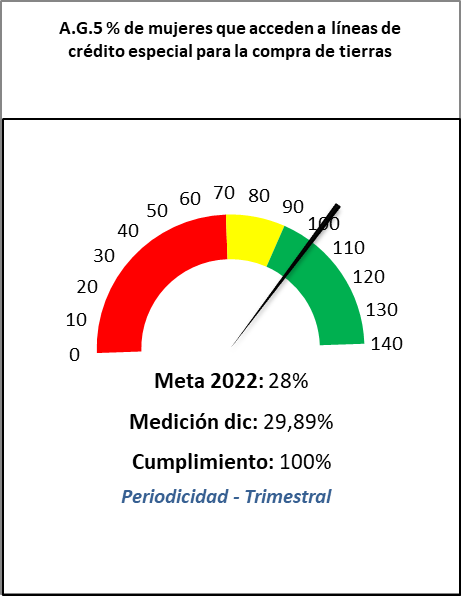 A.G.5 % de mujeres que acceden a líneas de
crédito especial para la compra de tierras
0
10
20
30
40
50
60
70
80
90
100
110
120
130
140
Meta 2022: 28%
Medición dic: 29,89%
Cumplimiento: 100%
Periodicidad - Trimestral